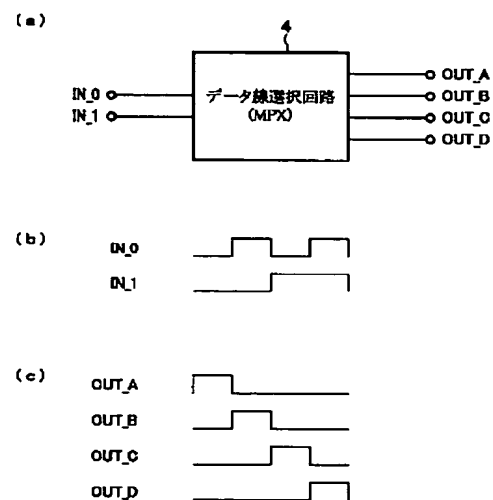 (a)
4
IN_0
IN_1
データ線選択回路
(MPX)
OUT_A
OUT_B
OUT_C
OUT_D
(b)
IN_0
IN_1
(c)
OUT_A
OUT_B
OUT_C
OUT_D